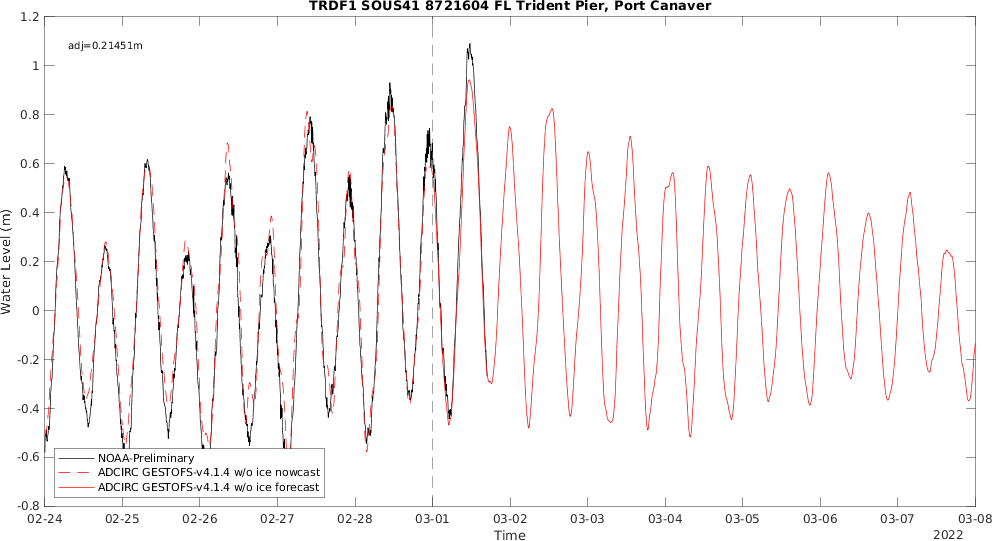 TRDF1 SOUS41 8721604 FL Trident Pier, Port Canaver
adj=0.21451m
1.2
1
0.8
0.6
0.4
0.2
0
-0.2
-0.4
-0.6
-0.8
Water Level (m)
NOAA-Preliminary
ADCIRC GESTOFS-v4.1.4 w/o ice nowcast
ADCIRC GESTOFS-v4.1.4 w/o ice forecast
02-24 02-25 02-26 02-27 02-28 03-01 03-02 03-03 03-04 03-05 03-06 03-07 03-08
Time
2022